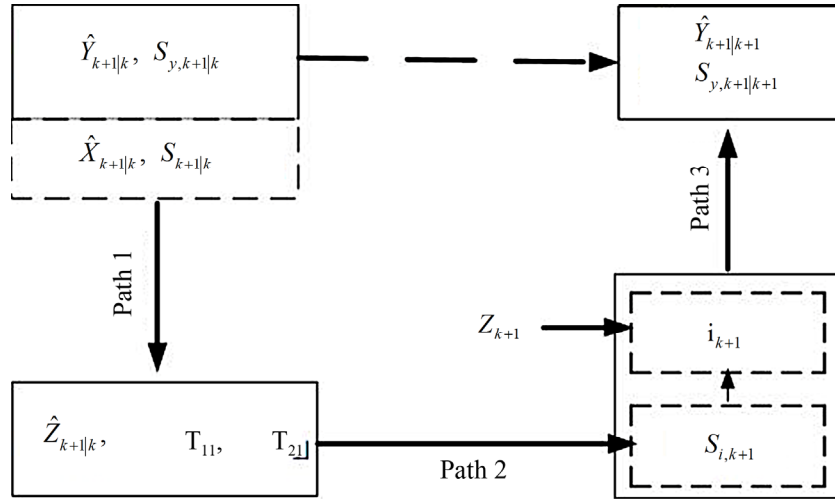 Ŷ_{k+1|k}, S_{y,k+1|k}
X̂_{k+1|k}, S_{k+1|k}
Ŷ_{k+1|k+1}
S_{y,k+1|k+1}
Path 1
Path 3
Z_{k+1}
i_{k+1}
Ẑ_{k+1|k}, T_{11}, T_{21}
Path 2
S_{i,k+1}